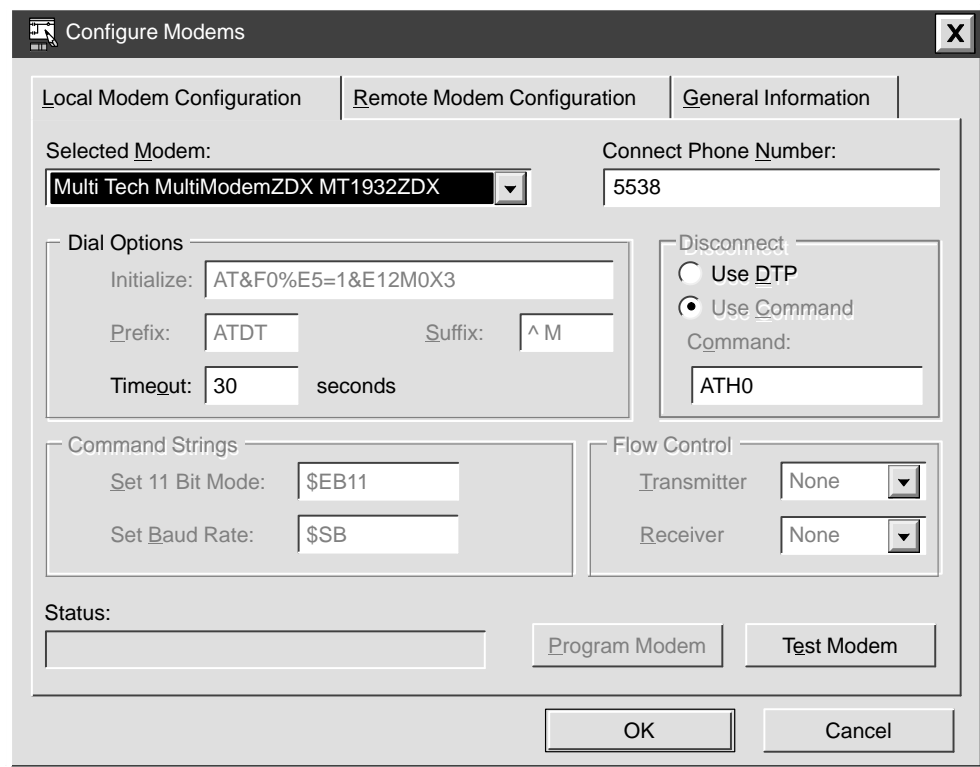 Configure Modems
X
Local Modem Configuration
Remote Modem Configuration
General Information
Selected Modem:
Connect Phone Number:
Multi Tech MultiModemZDX MT1932ZDX
5538
Dial Options
Disconnect
Initialize: AT&F0%E5=1&E12M0X3
Use DTP
Use Command
Prefix: ATDT
Suffix: ^ M
Command:
Timeout: 30 seconds
ATH0
Command Strings
Flow Control
Set 11 Bit Mode: $EB11
Transmitter None
Set Baud Rate: $SB
Receiver None
Status:
Program Modem
Test Modem
OK
Cancel